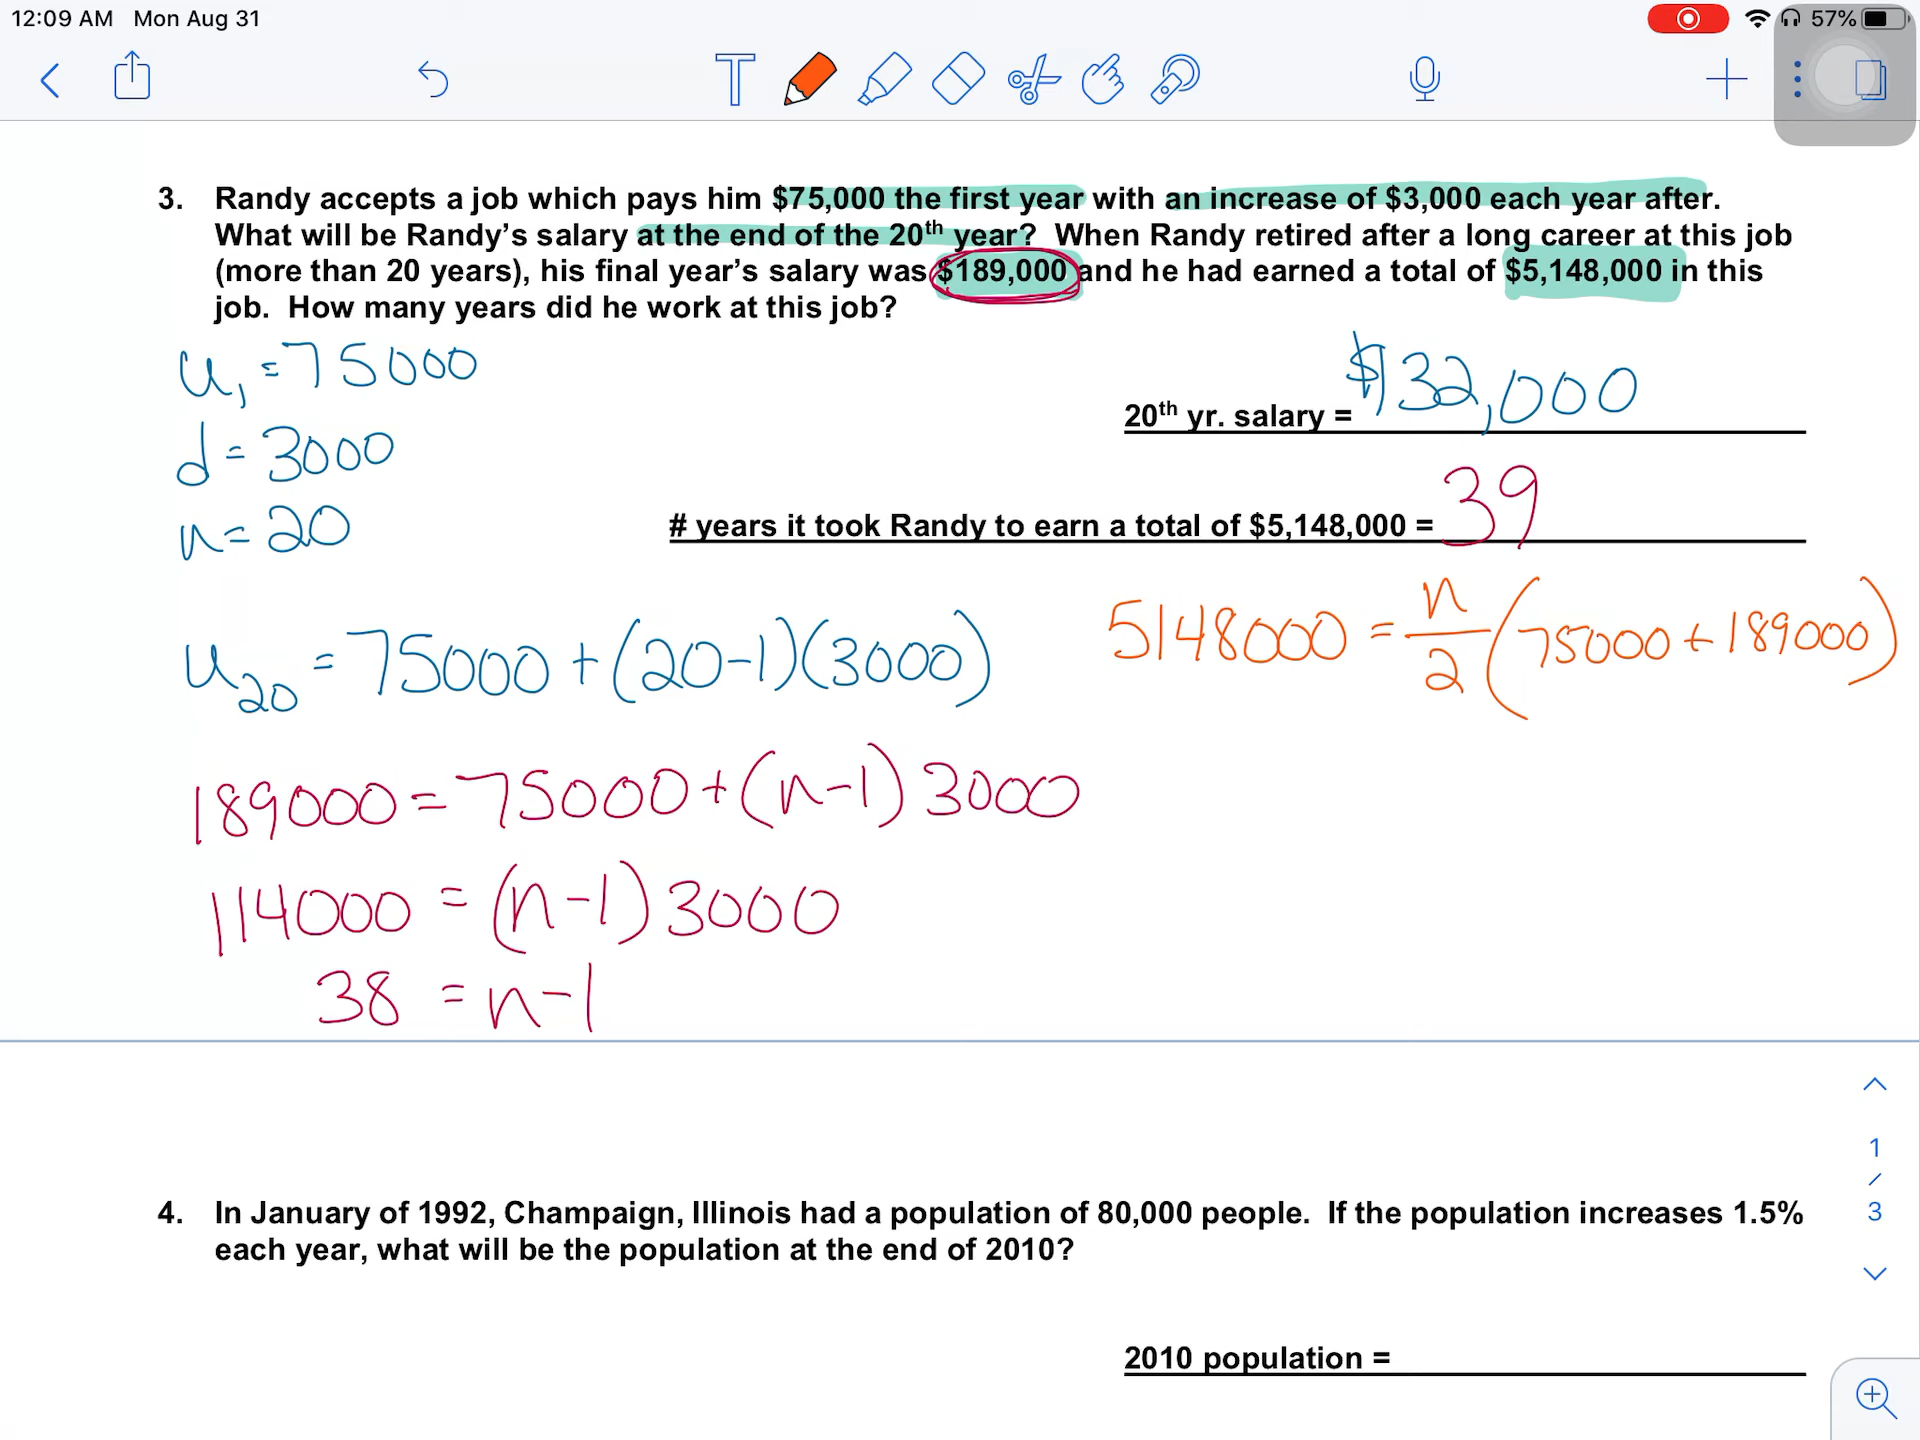 12:09 AM Mon Aug 31
57%
T
3. Randy accepts a job which pays him $75,000 the first year with an increase of $3,000 each year after.
What will be Randy's salary at the end of the 20th year? When Randy retired after a long career at this job
(more than 20 years), his final year's salary was $189,000 and he had earned a total of $5,148,000 in this
job. How many years did he work at this job?
u₁ = 75000
20th yr. salary = $132,000
d = 3000
n = 20
# years it took Randy to earn a total of $5,148,000 = 39
u₂₀ = 75000 + (20-1)(3000)
5148000 = n/2 (75000 + 189000)
189000 = 75000 + (n-1) 3000
114000 = (n-1) 3000
38 = n-1
1
/
3
4. In January of 1992, Champaign, Illinois had a population of 80,000 people. If the population increases 1.5%
each year, what will be the population at the end of 2010?
2010 population =